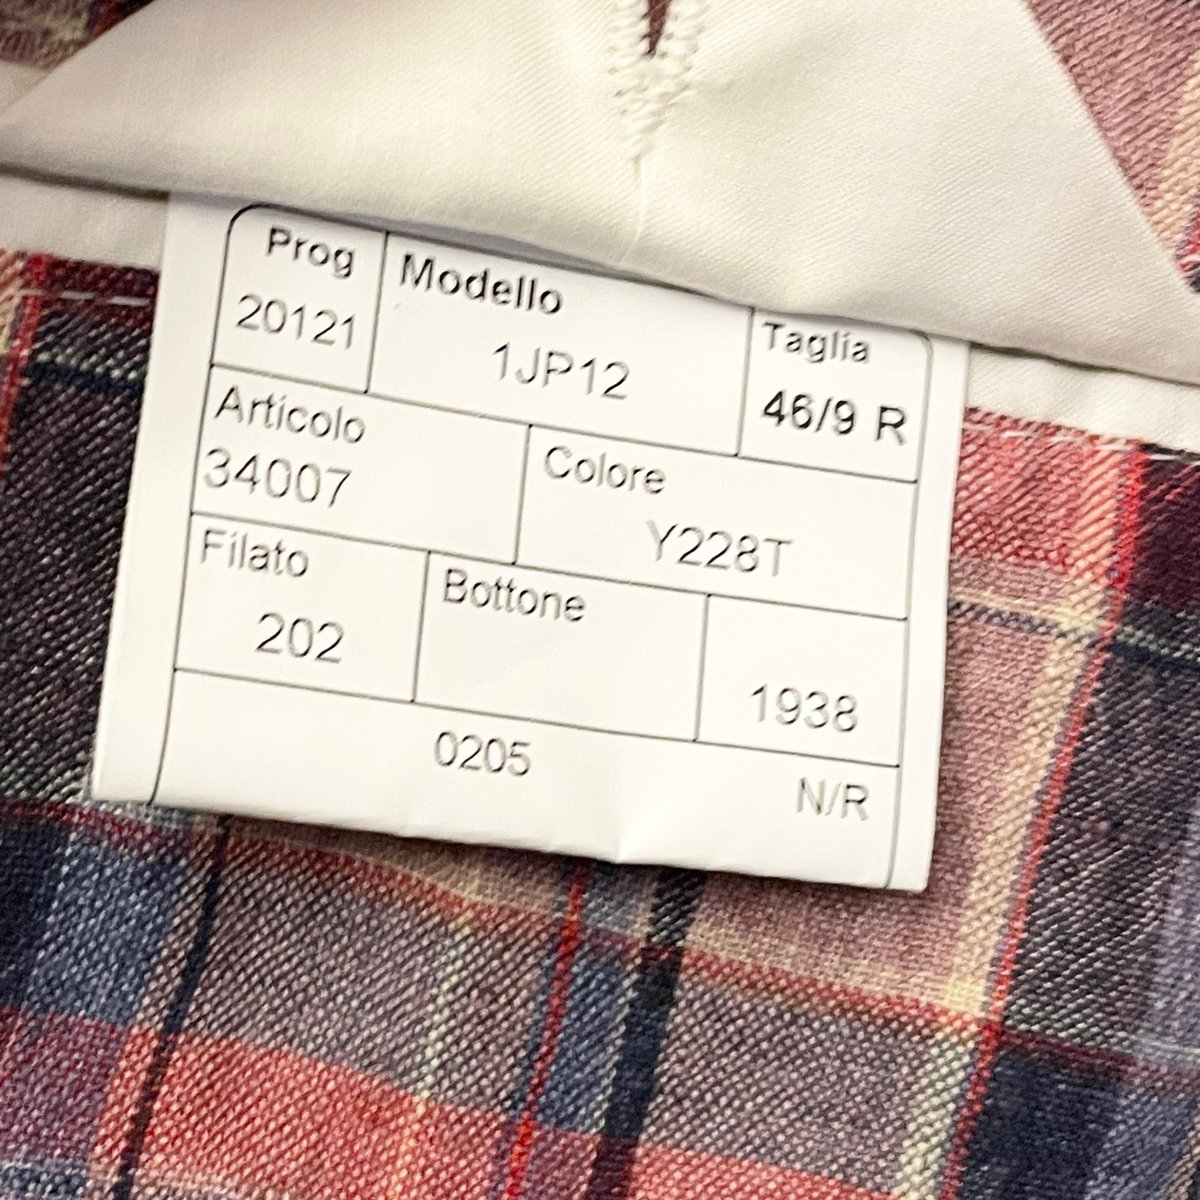 Prog Modello Taglia
20121 1JP12 46/9 R
Articolo Colore
34007 Y228T
Filato Bottone
202 1938
0205 N/R